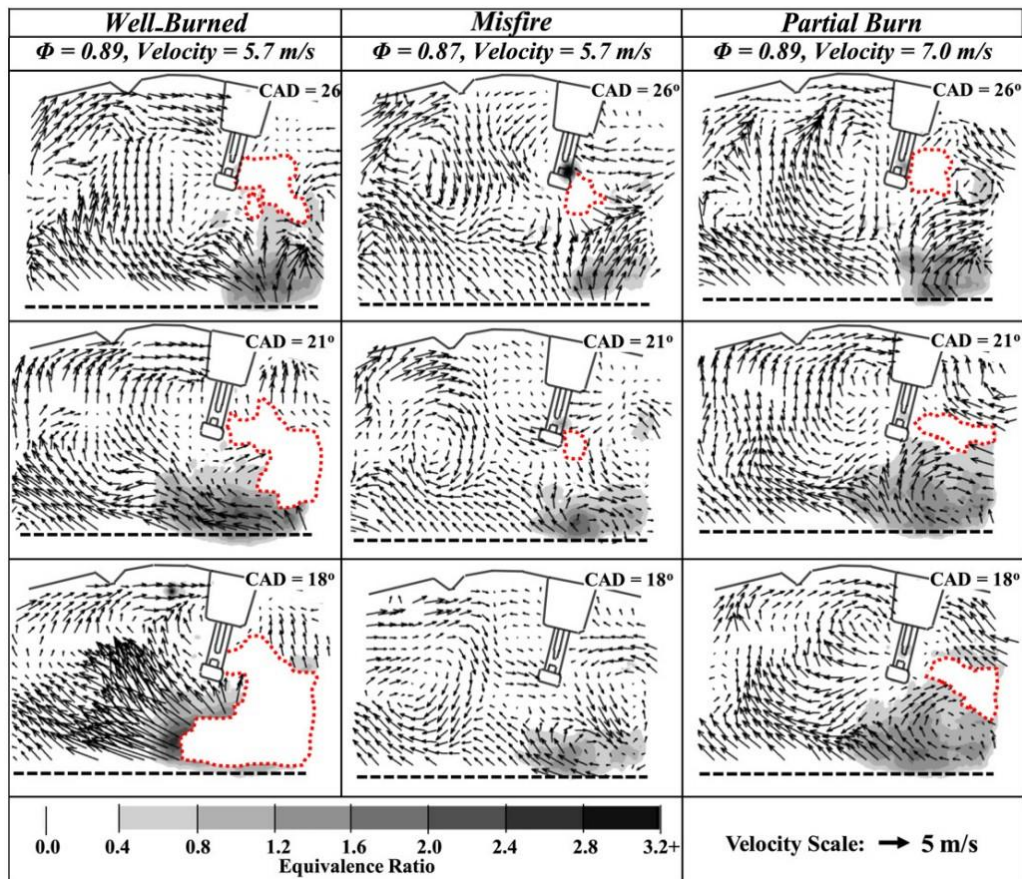 Well-Burned Misfire Partial Burn
Φ = 0.89, Velocity = 5.7 m/s Φ = 0.87, Velocity = 5.7 m/s Φ = 0.89, Velocity = 7.0 m/s
CAD = 26 CAD = 26° CAD = 26°
CAD = 21° CAD = 21° CAD = 21°
CAD = 18° CAD = 18° CAD = 18°
0.0 0.4 0.8 1.2 1.6 2.0 2.4 2.8 3.2+
Equivalence Ratio
Velocity Scale: → 5 m/s